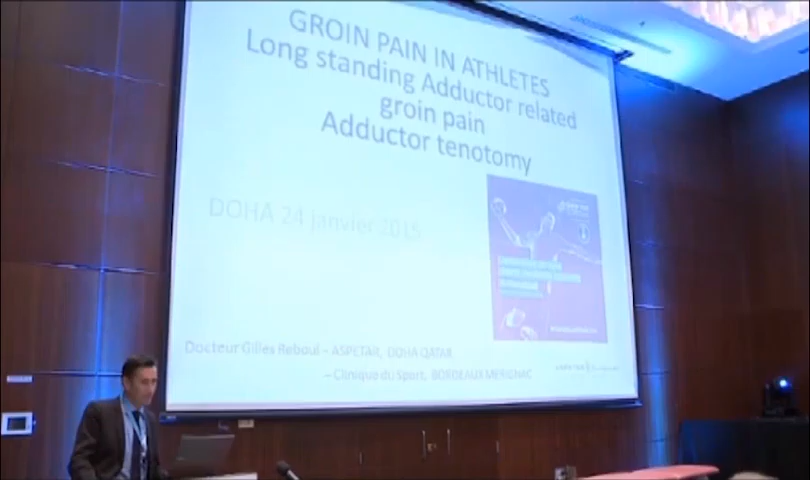 GROIN PAIN IN ATHLETES
Long standing Adductor related
groin pain
Adductor tenotomy
DOHA 24 janvier 2015
Docteur Gilles Reboul – ASPETAR, DOHA QATAR
–Clinique du Sport, BORDEAUX MERIGNAC